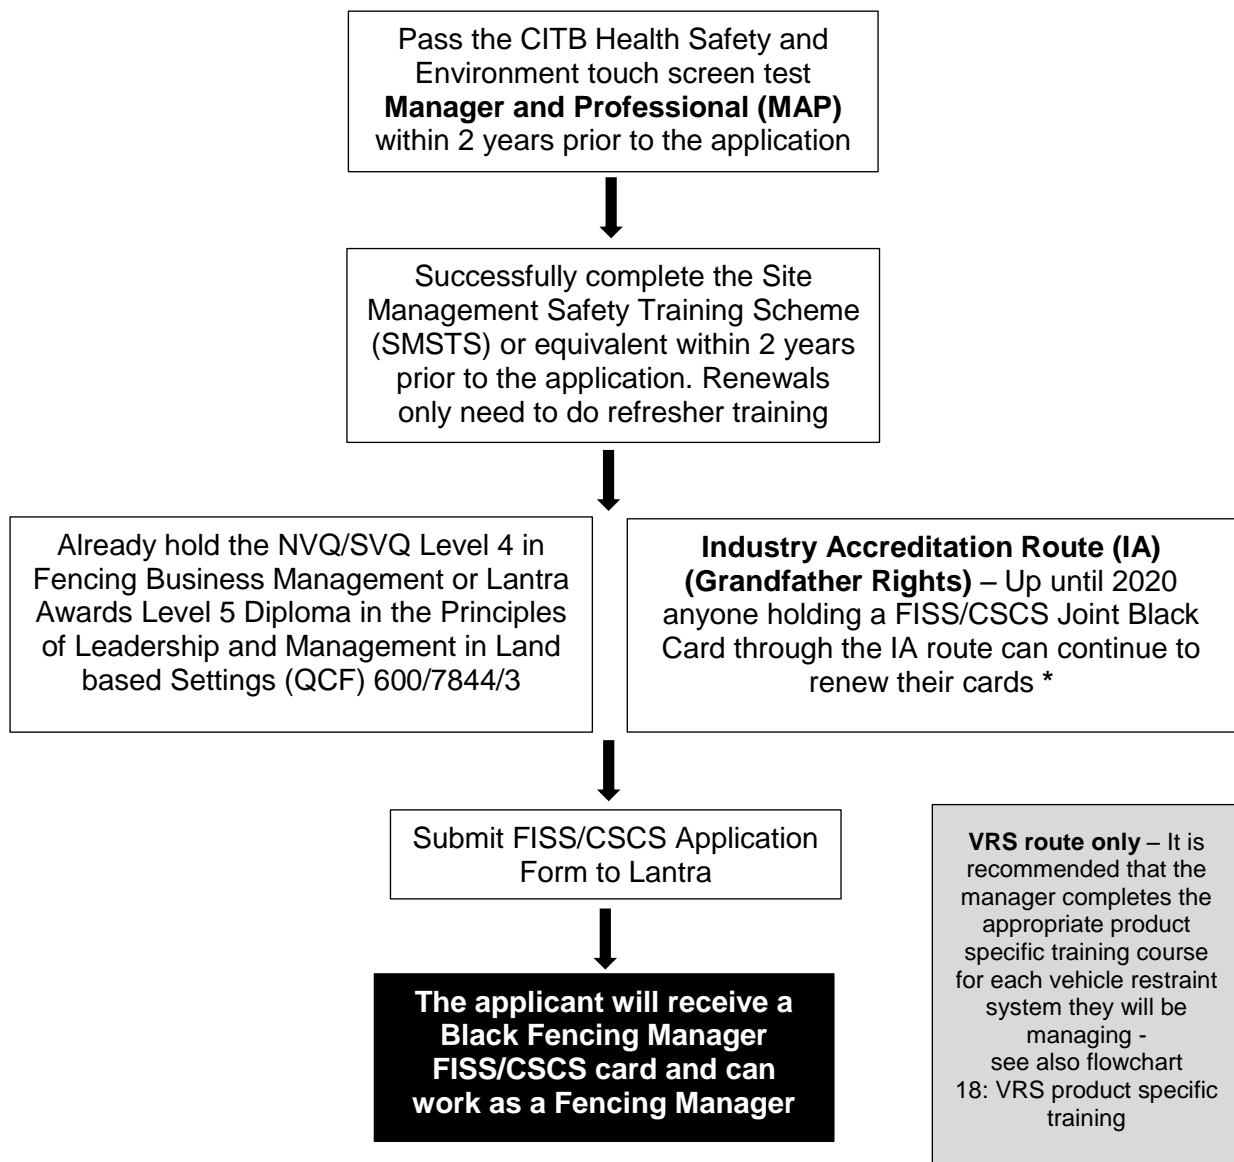 Pass the CITB Health Safety and
Environment touch screen test
Manager and Professional (MAP)
within 2 years prior to the application
Successfully complete the Site
Management Safety Training Scheme
(SMSTS) or equivalent within 2 years
prior to the application. Renewals
only need to do refresher training
Already hold the NVQ/SVQ Level 4 in
Fencing Business Management or Lantra
Awards Level 5 Diploma in the Principles
of Leadership and Management in Land
based Settings (QCF) 600/7844/3
Industry Accreditation Route (IA)
(Grandfather Rights) – Up until 2020
anyone holding a FISS/CSCS Joint Black
Card through the IA route can continue to
renew their cards *
Submit FISS/CSCS Application
Form to Lantra
The applicant will receive a
Black Fencing Manager
FISS/CSCS card and can
work as a Fencing Manager
VRS route only – It is
recommended that the
manager completes the
appropriate product
specific training course
for each vehicle restraint
system they will be
managing -
see also flowchart
18: VRS product specific
training